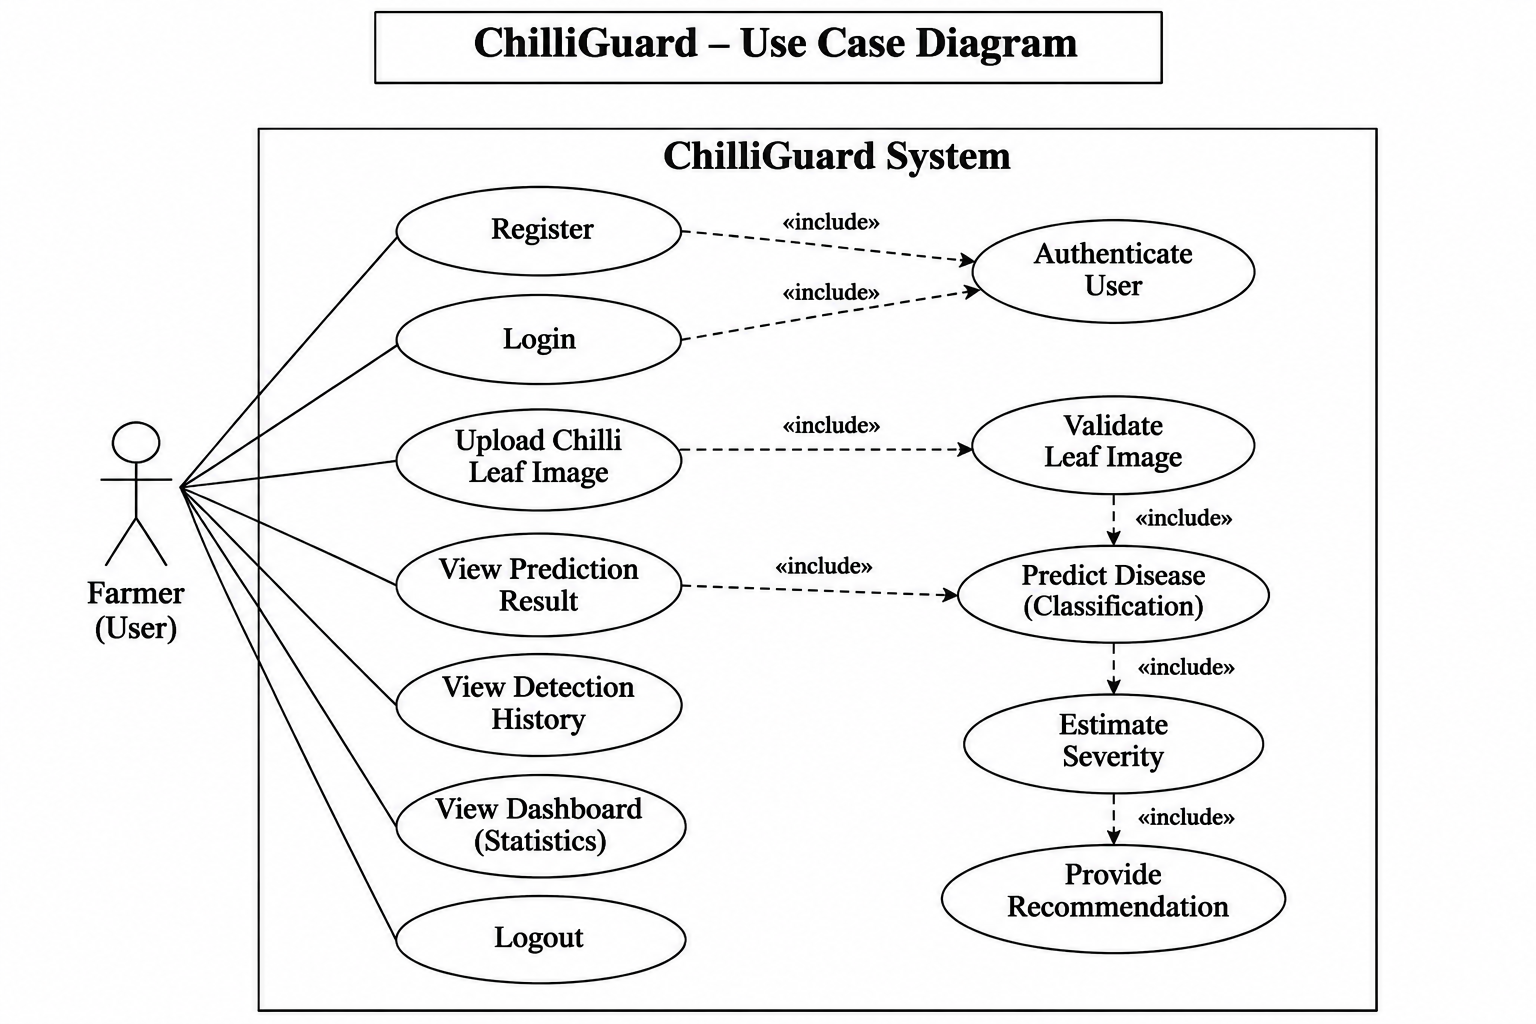 ChilliGuard – Use Case Diagram
ChilliGuard System
Register
«include»
Authenticate
User
Login
«include»
Upload Chilli
Leaf Image
«include»
Validate
Leaf Image
«include»
View Prediction
Result
«include»
Predict Disease
(Classification)
Farmer
(User)
«include»
View Detection
History
Estimate
Severity
«include»
View Dashboard
(Statistics)
Provide
Recommendation
Logout